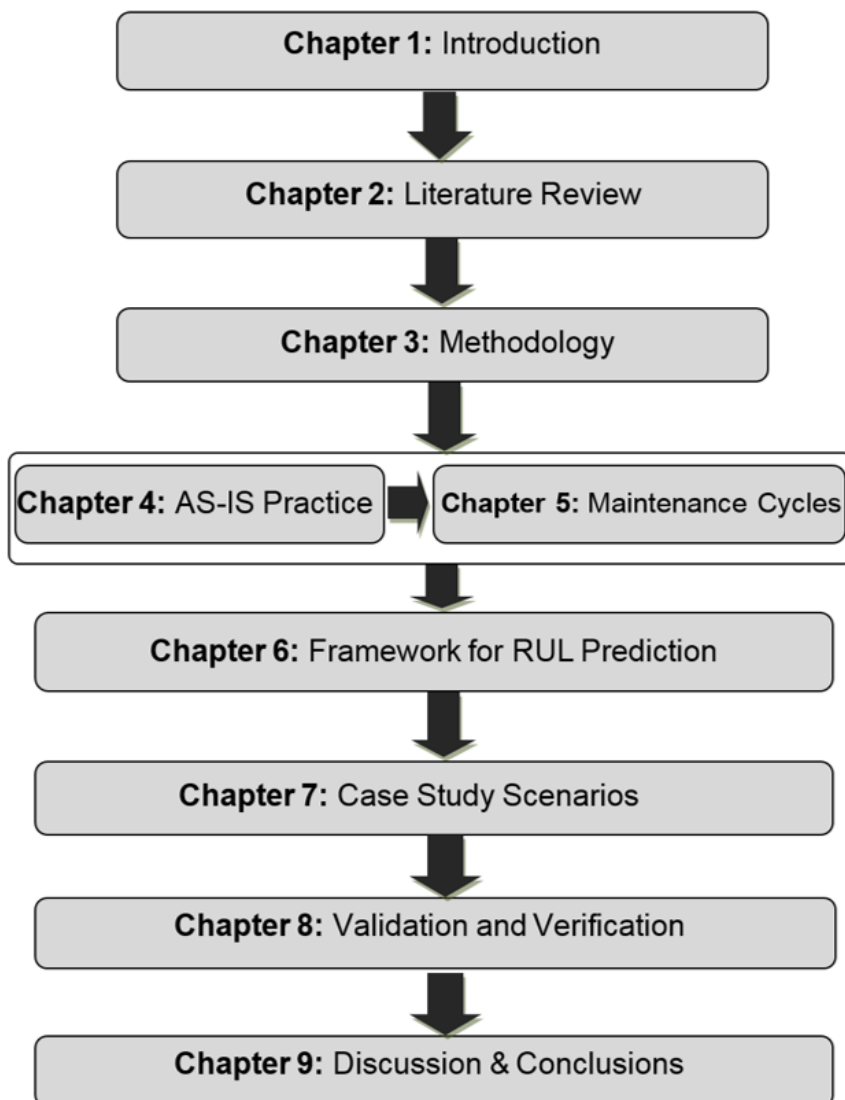 Chapter 1: Introduction
Chapter 2: Literature Review
Chapter 3: Methodology
Chapter 4: AS-IS Practice
Chapter 5: Maintenance Cycles
Chapter 6: Framework for RUL Prediction
Chapter 7: Case Study Scenarios
Chapter 8: Validation and Verification
Chapter 9: Discussion & Conclusions